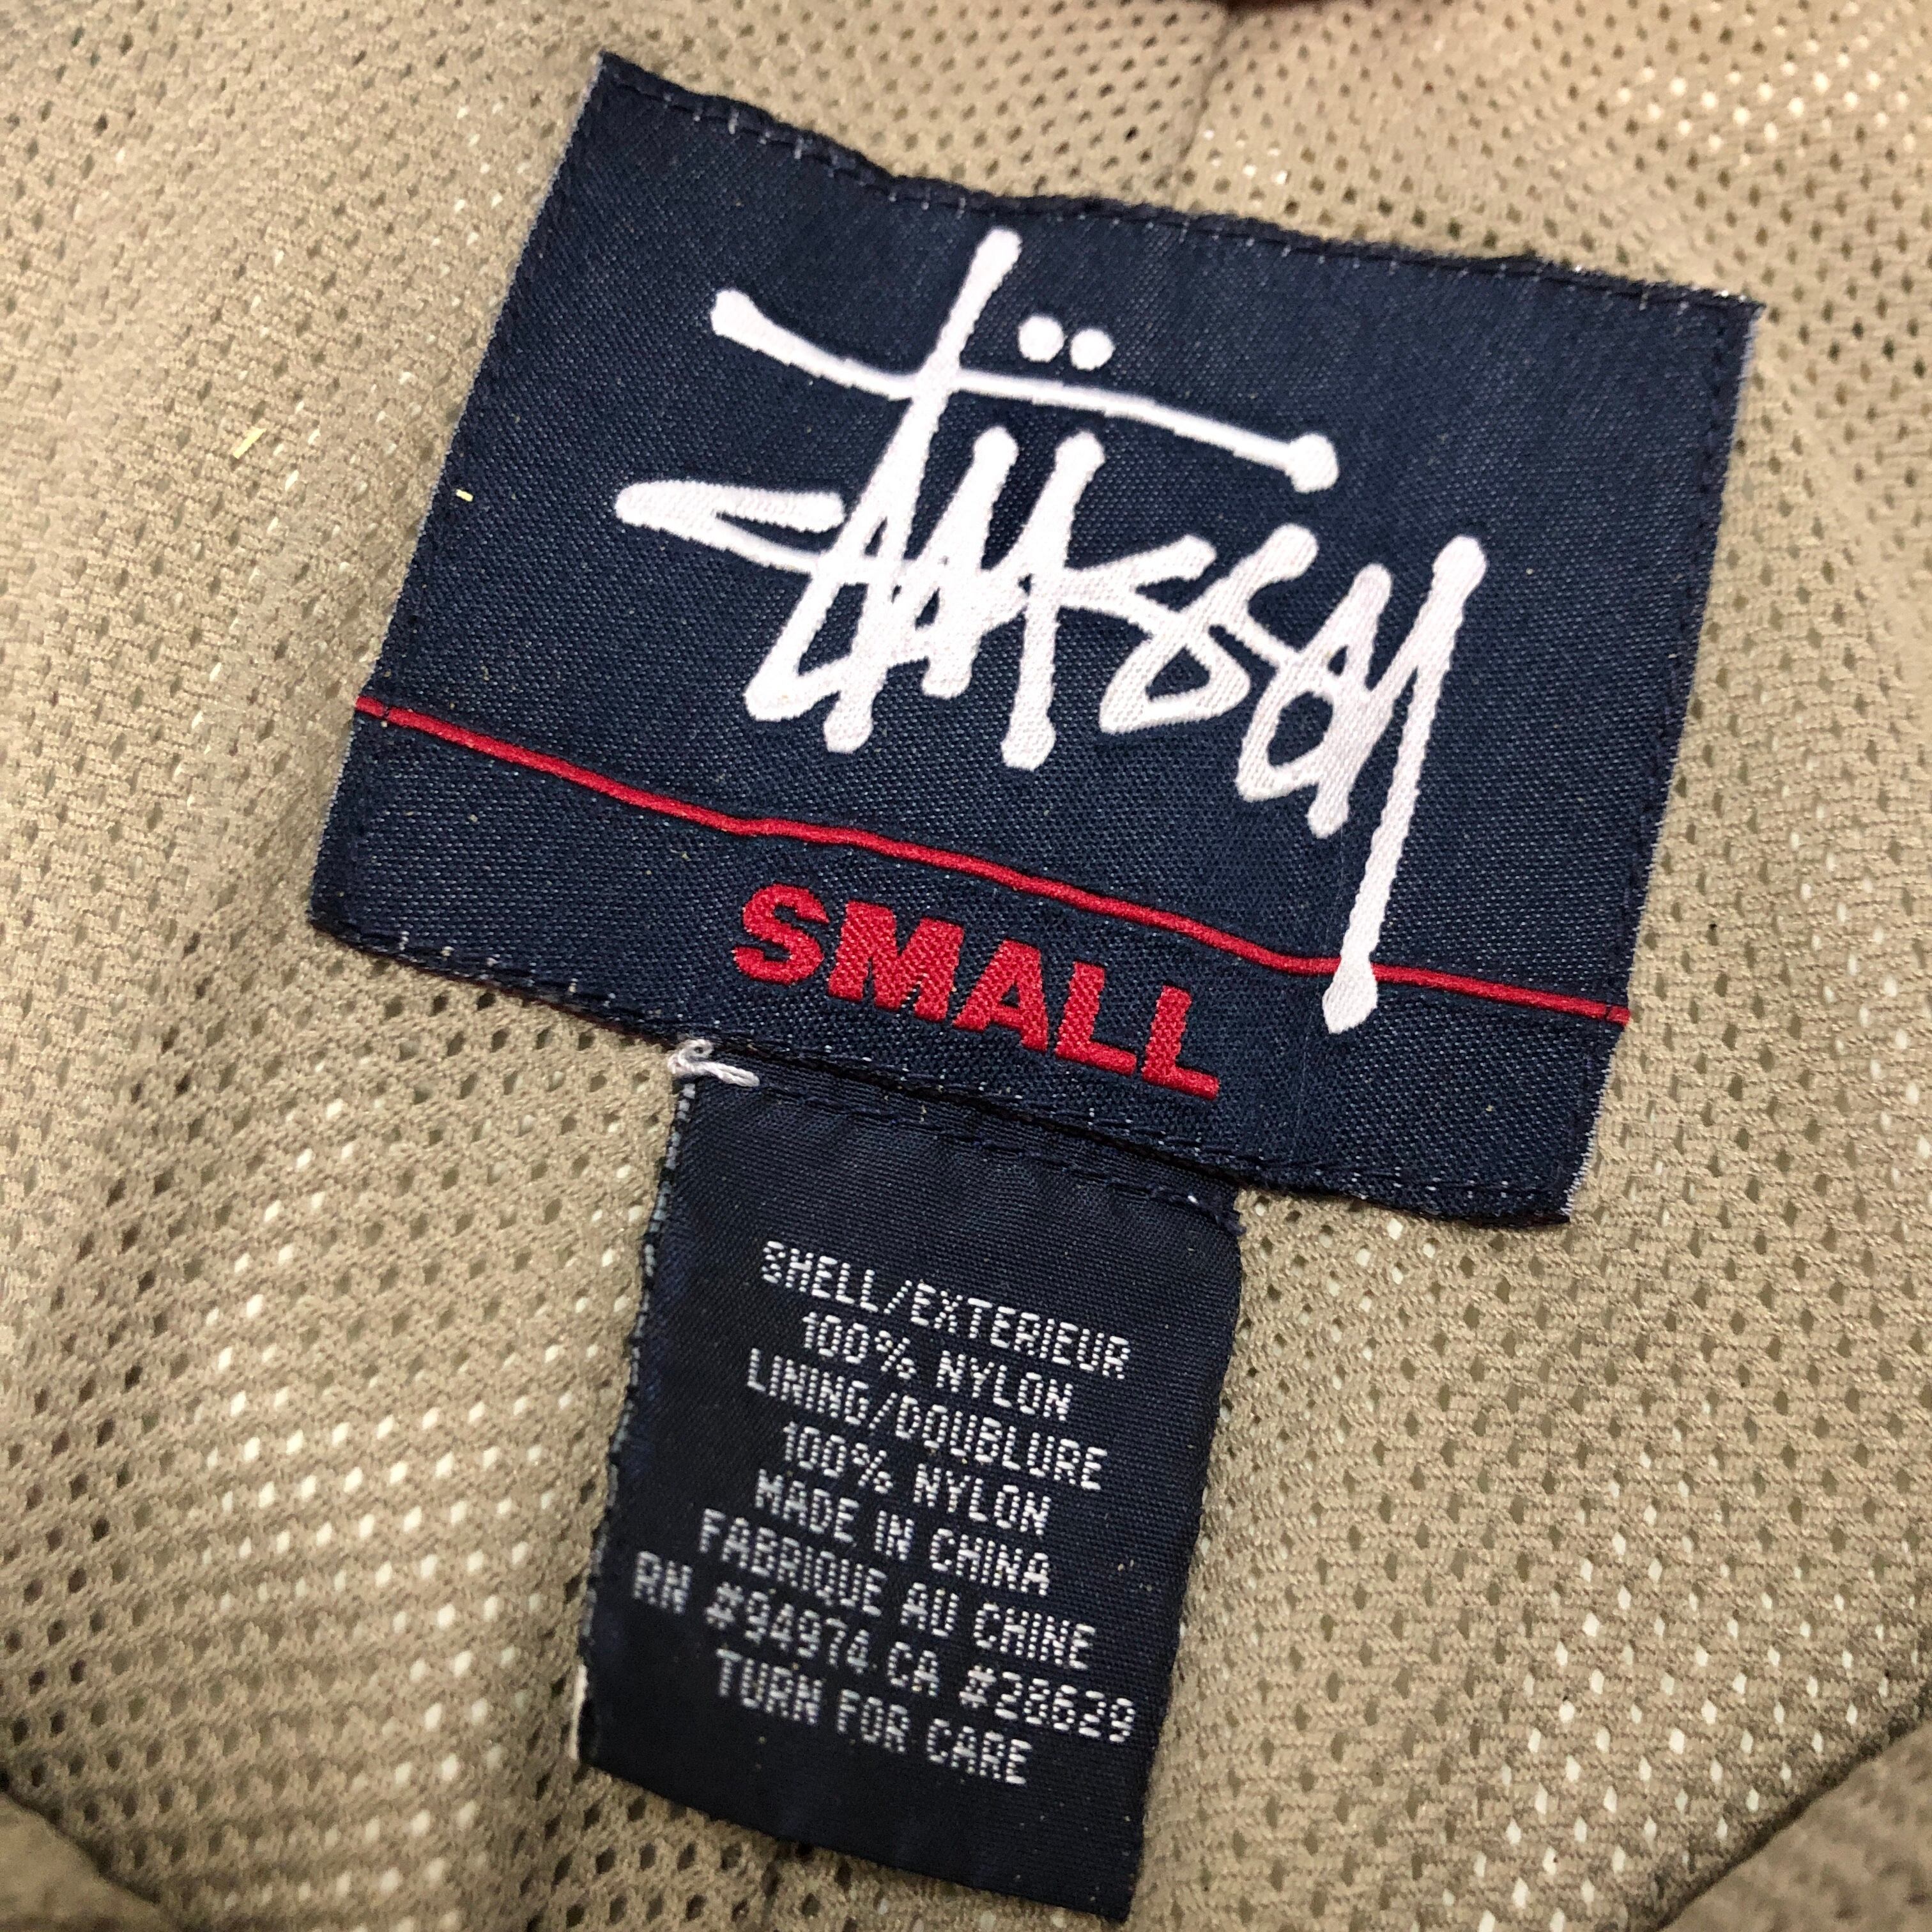 Stüssy
SMALL
SHELL/EXTERIEUR
100% NYLON
LINING/DOUBLURE
100% NYLON
MADE IN CHINA
FABRIQUE AU CHINE
RN #94974 CA #28629
TURN FOR CARE